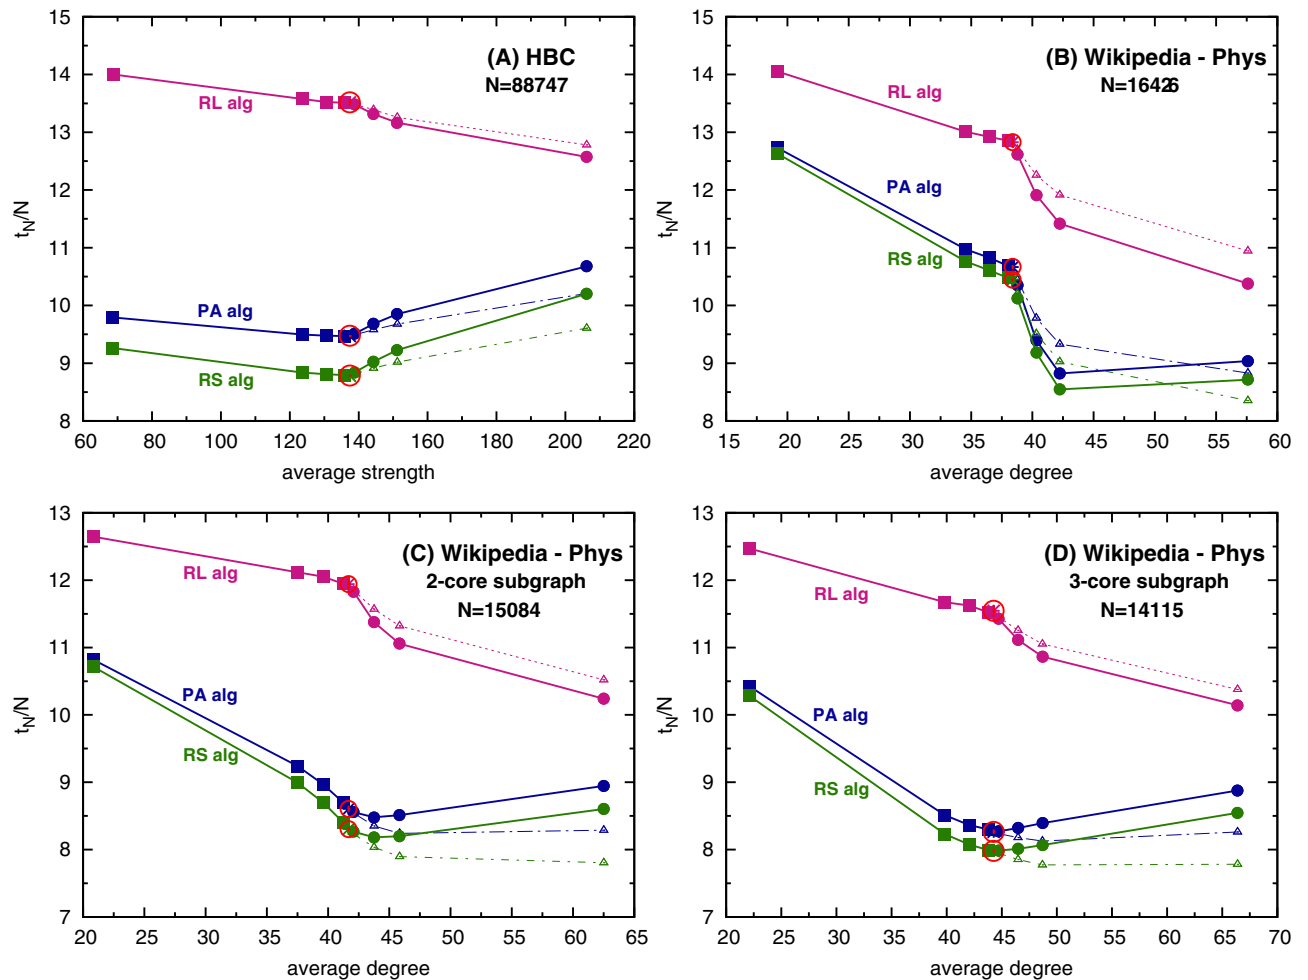 15
14
13
12
11
10
9
8
60
80
100
120
140
160
180
200
220
t_N/N
average strength
(A) HBC
N=88747
RL alg
PA alg
RS alg
15
14
13
12
11
10
9
8
15
20
25
30
35
40
45
50
55
60
t_N/N
average degree
(B) Wikipedia - Phys
N=16426
RL alg
PA alg
RS alg
13
12
11
10
9
8
7
20
25
30
35
40
45
50
55
60
65
t_N/N
average degree
(C) Wikipedia - Phys
2-core subgraph
N=15084
RL alg
PA alg
RS alg
13
12
11
10
9
8
7
20
25
30
35
40
45
50
55
60
65
70
t_N/N
average degree
(D) Wikipedia - Phys
3-core subgraph
N=14115
RL alg
PA alg
RS alg